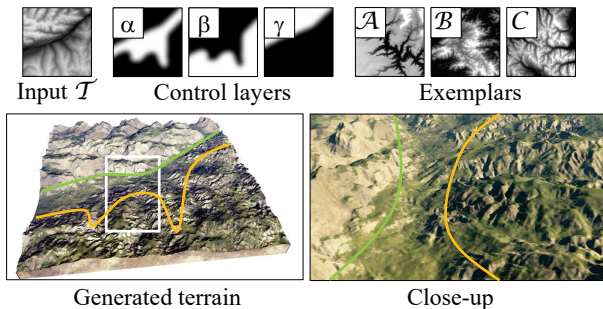 α β γ 𝒜 ℬ 𝒞
Input 𝒯 Control layers Exemplars
Generated terrain Close-up